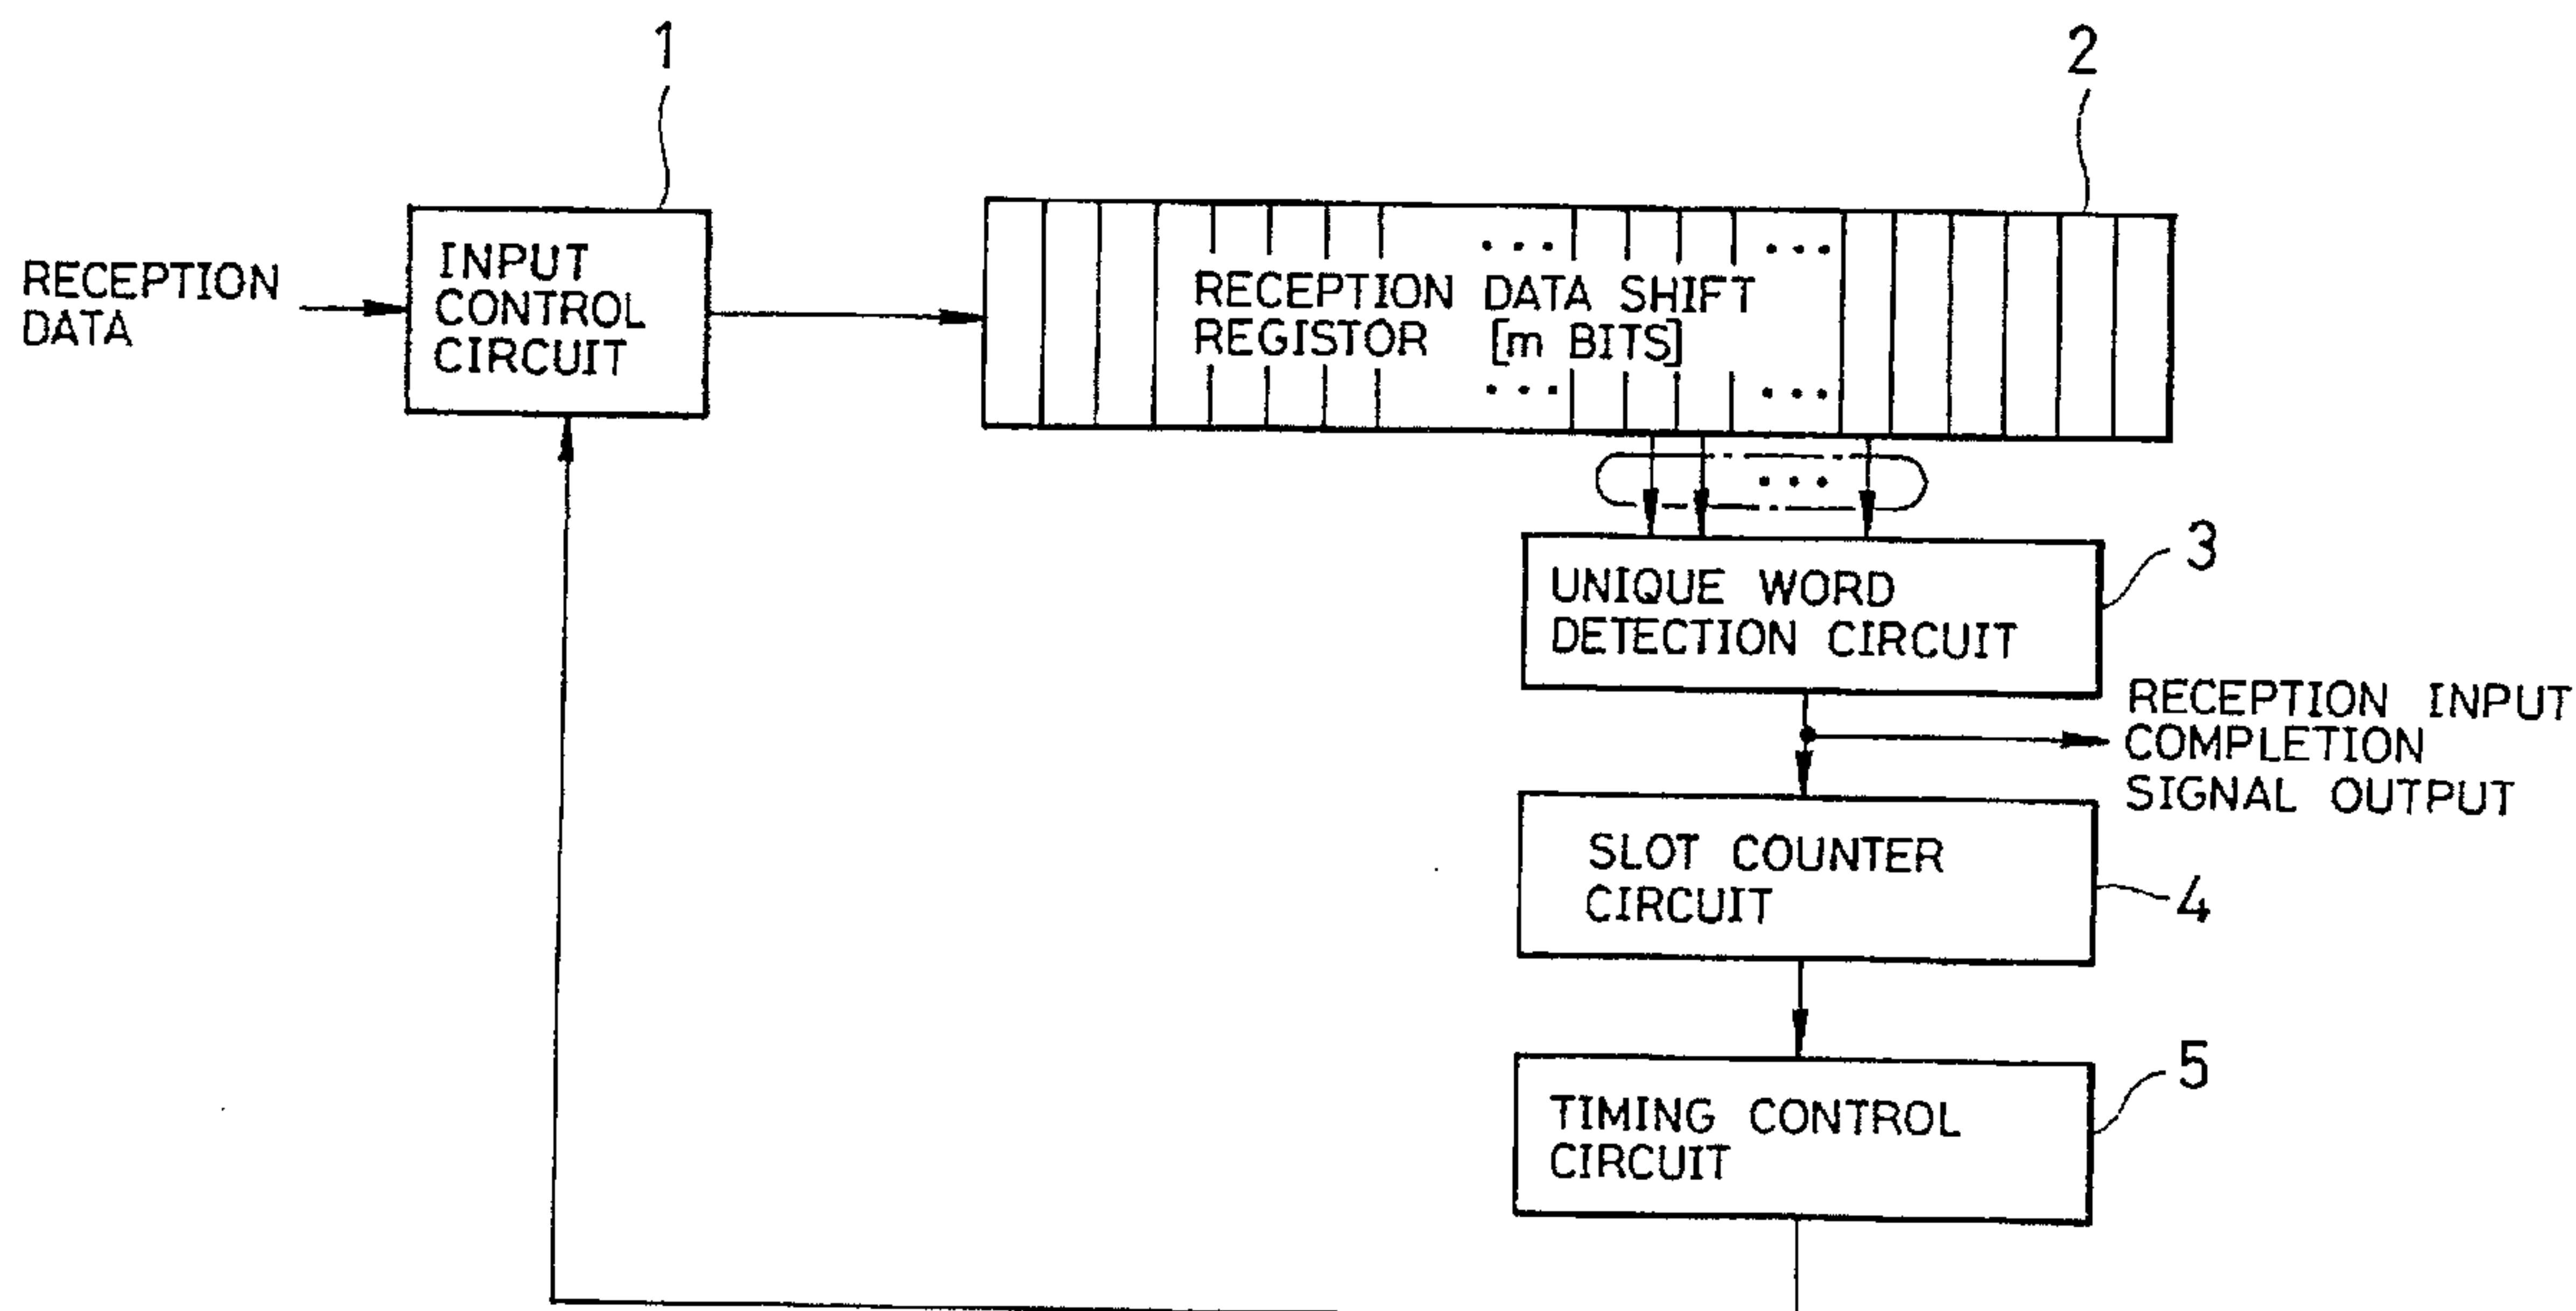 1
2
RECEPTION
DATA
INPUT
CONTROL
CIRCUIT
RECEPTION DATA SHIFT
REGISTOR [m BITS]
UNIQUE WORD
DETECTION CIRCUIT
3
RECEPTION INPUT
COMPLETION
SIGNAL OUTPUT
SLOT COUNTER
CIRCUIT
4
TIMING CONTROL
CIRCUIT
5